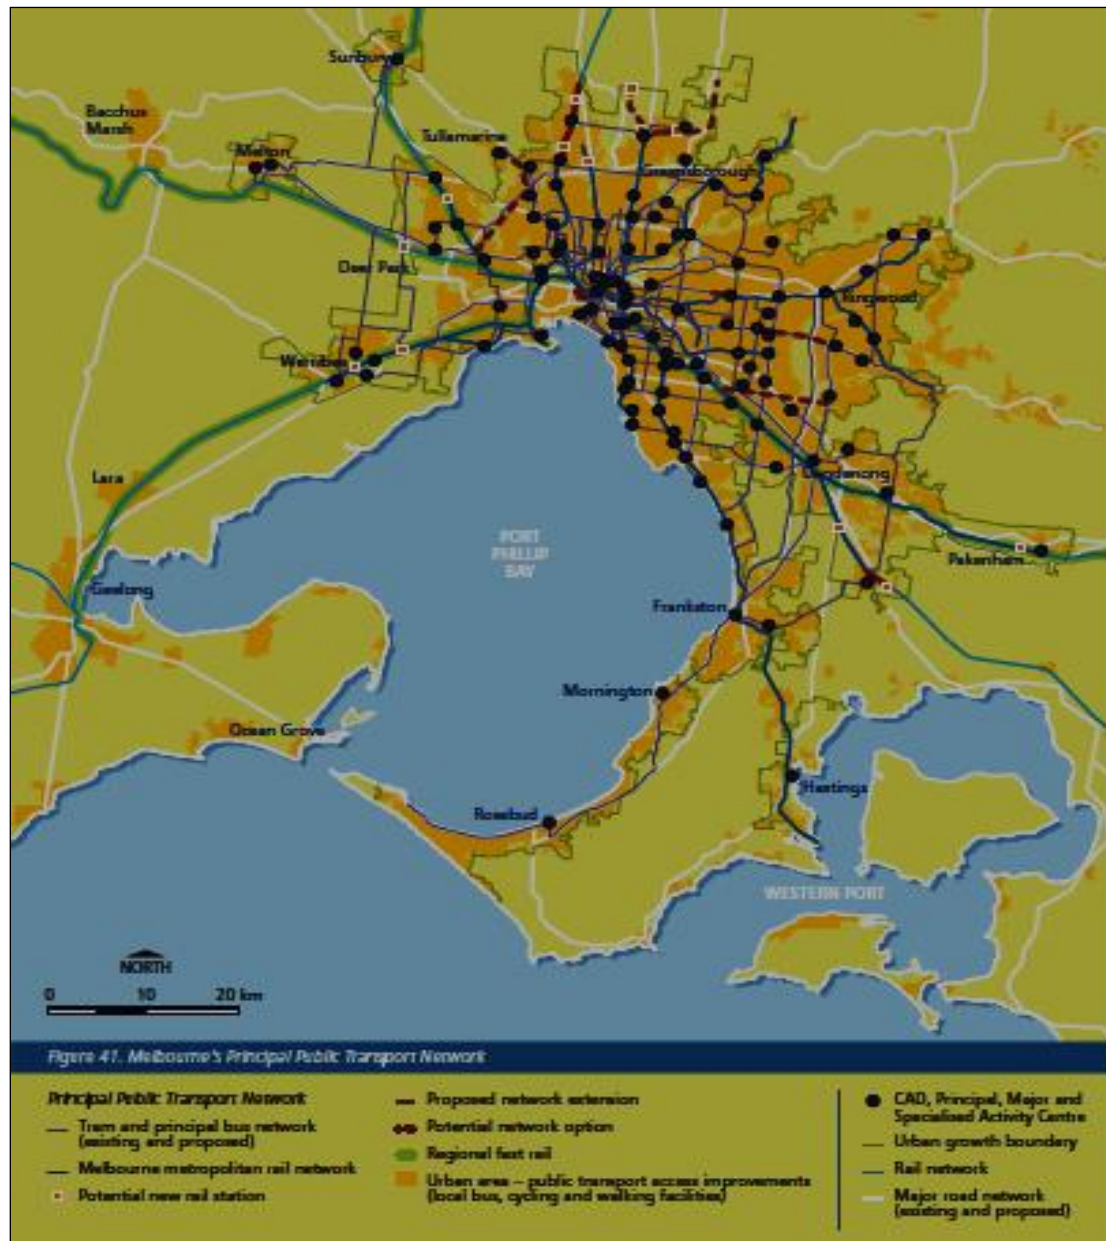 Sunbury
Bacchus
Marsh
Melton
Tullamarine
Greensborough
Deer Park
Ringwood
Werribee
Lara
Dandenong
PORT
PHILLIP
BAY
Pakenham
Geelong
Frankston
Mornington
Ocean Grove
Hastings
Rosebud
WESTERN PORT
NORTH
0 10 20 km
Figure 41. Melbourne's Principal Public Transport Network
Principal Public Transport Network
Tram and principal bus network
(existing and proposed)
Melbourne metropolitan rail network
Potential new rail station
Proposed network extension
Potential network option
Regional fast rail
Urban area – public transport access improvements
(local bus, cycling and walking facilities)
CAD, Principal, Major and
Specialised Activity Centre
Urban growth boundary
Rail network
Major road network
(existing and proposed)